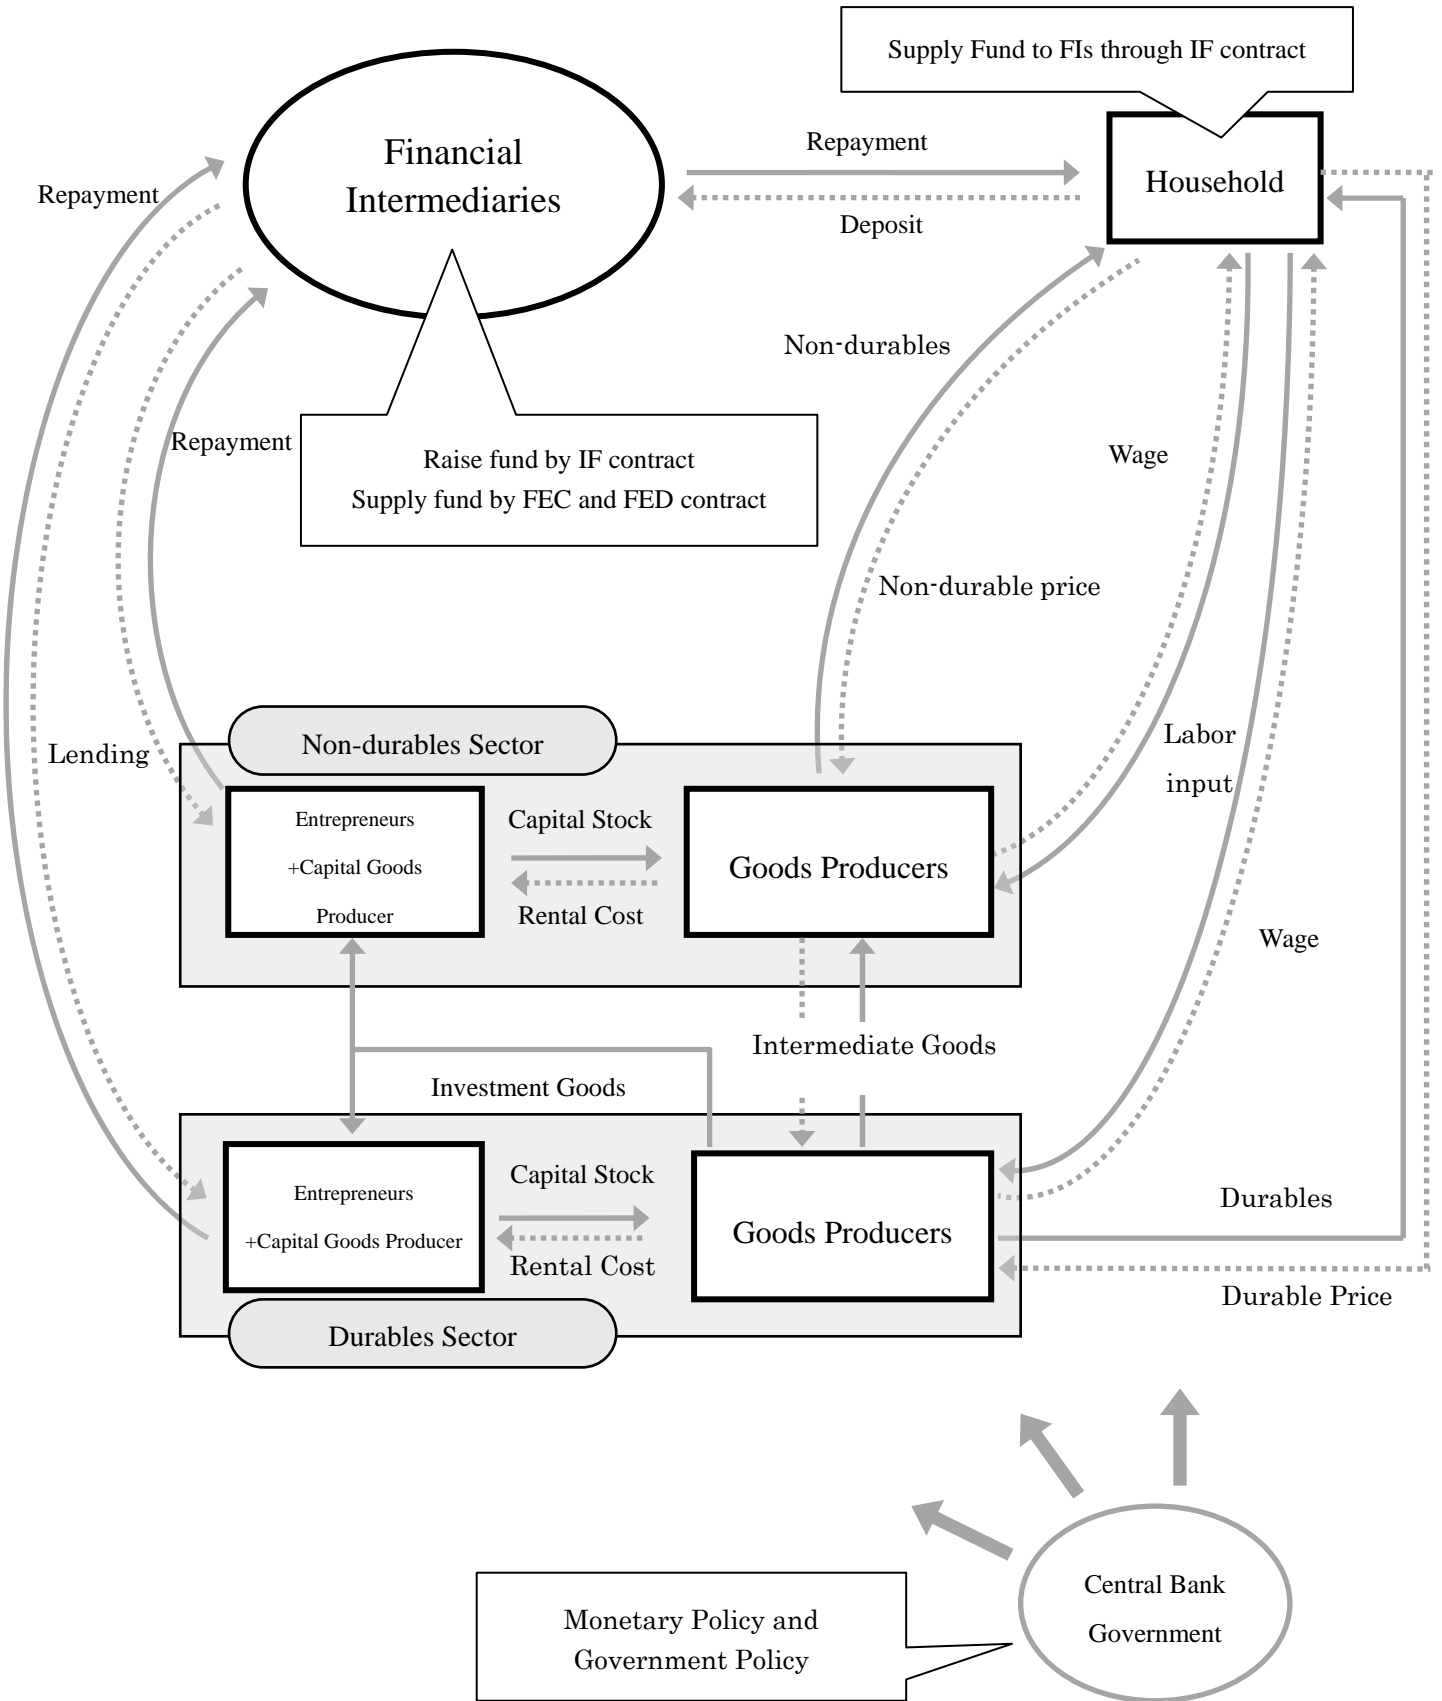 Supply Fund to FIs through IF contract
Financial
Intermediaries
Repayment
Household
Repayment
Deposit
Non-durables
Repayment
Raise fund by IF contract
Supply fund by FEC and FED contract
Wage
Non-durable price
Lending
Non-durables Sector
Labor
input
Entrepreneurs
+Capital Goods
Producer
Capital Stock
Rental Cost
Goods Producers
Wage
Intermediate Goods
Investment Goods
Entrepreneurs
+Capital Goods Producer
Capital Stock
Rental Cost
Goods Producers
Durables
Durable Price
Durables Sector
Central Bank
Government
Monetary Policy and
Government Policy